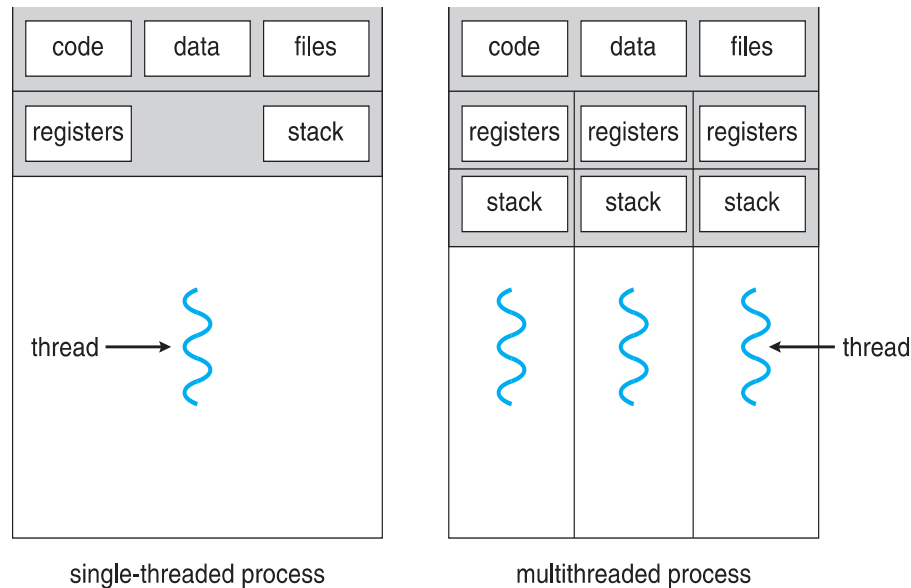 code data files
registers stack
thread
single-threaded process
code data files
registers registers registers
stack stack stack
thread
multithreaded process